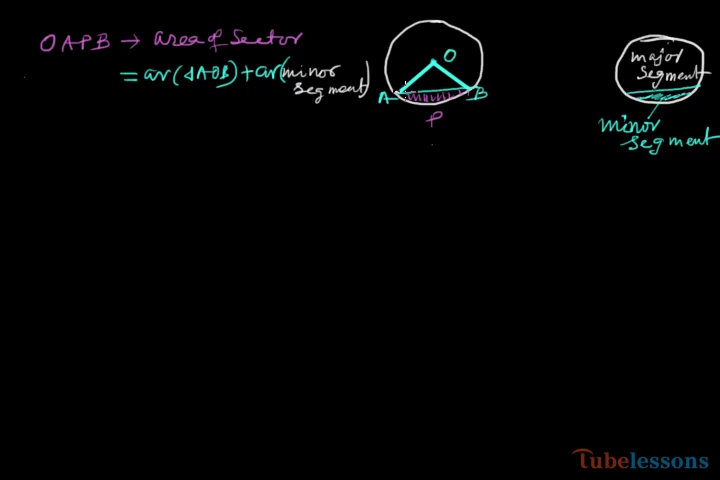 OAPB → area of Sector
= ar(ΔAOB) + ar(minor segment)
O
A
B
P
major
segment
minor
segment
Tubelessons